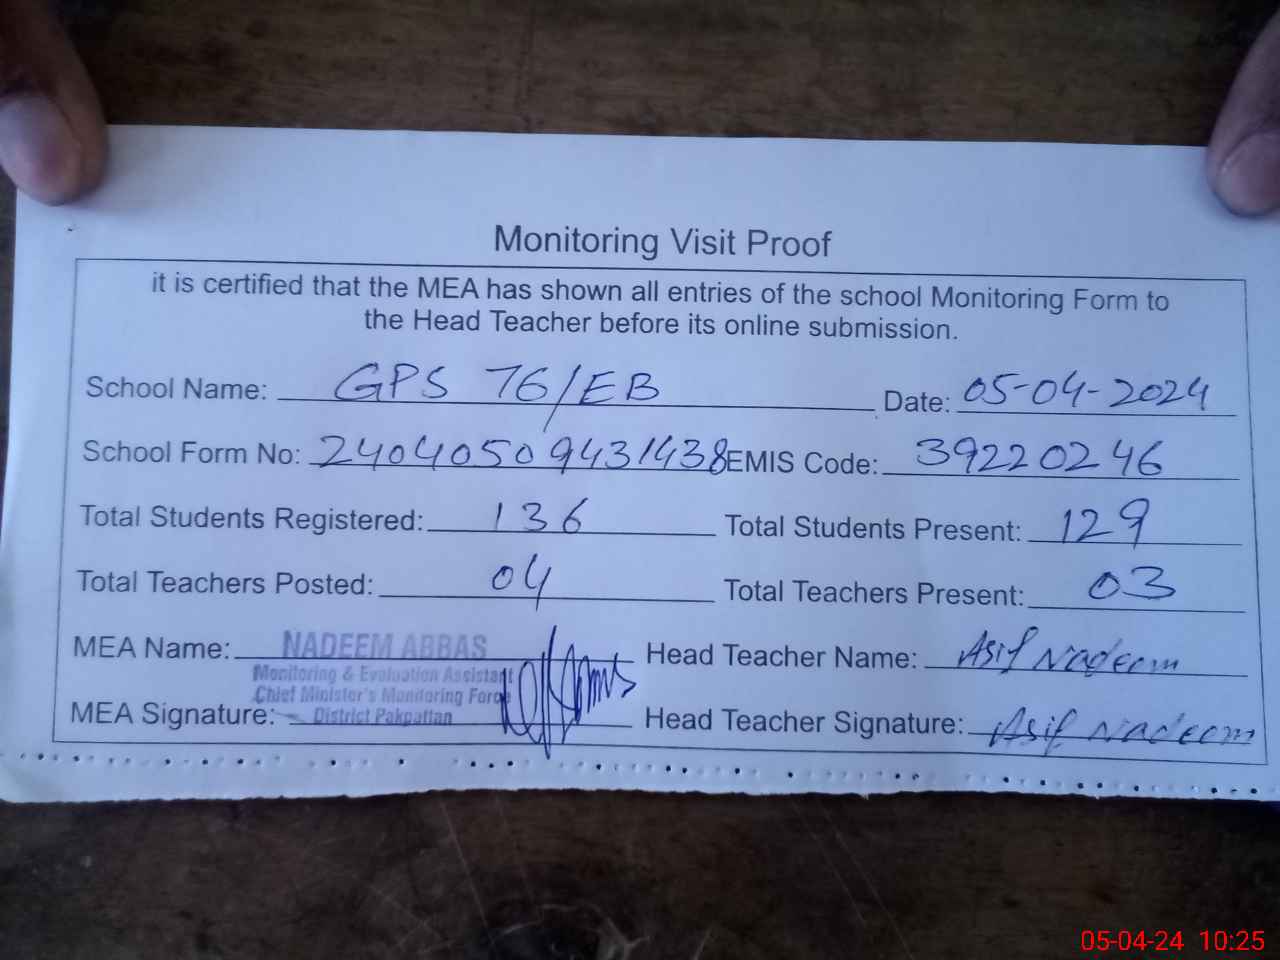 Monitoring Visit Proof
it is certified that the MEA has shown all entries of the school Monitoring Form to
the Head Teacher before its online submission.
School Name: GPS 76/EB Date: 05-04-2024
School Form No: 24040509431438 EMIS Code: 39220246
Total Students Registered: 136 Total Students Present: 129
Total Teachers Posted: 04 Total Teachers Present: 03
MEA Name: NADEEM ABBAS Head Teacher Name: Asif Nadeem
Monitoring & Evaluation Assistant
Chief Minister's Monitoring Force
MEA Signature: District Pakpattan Head Teacher Signature: Asif Nadeem
05-04-24 10:25